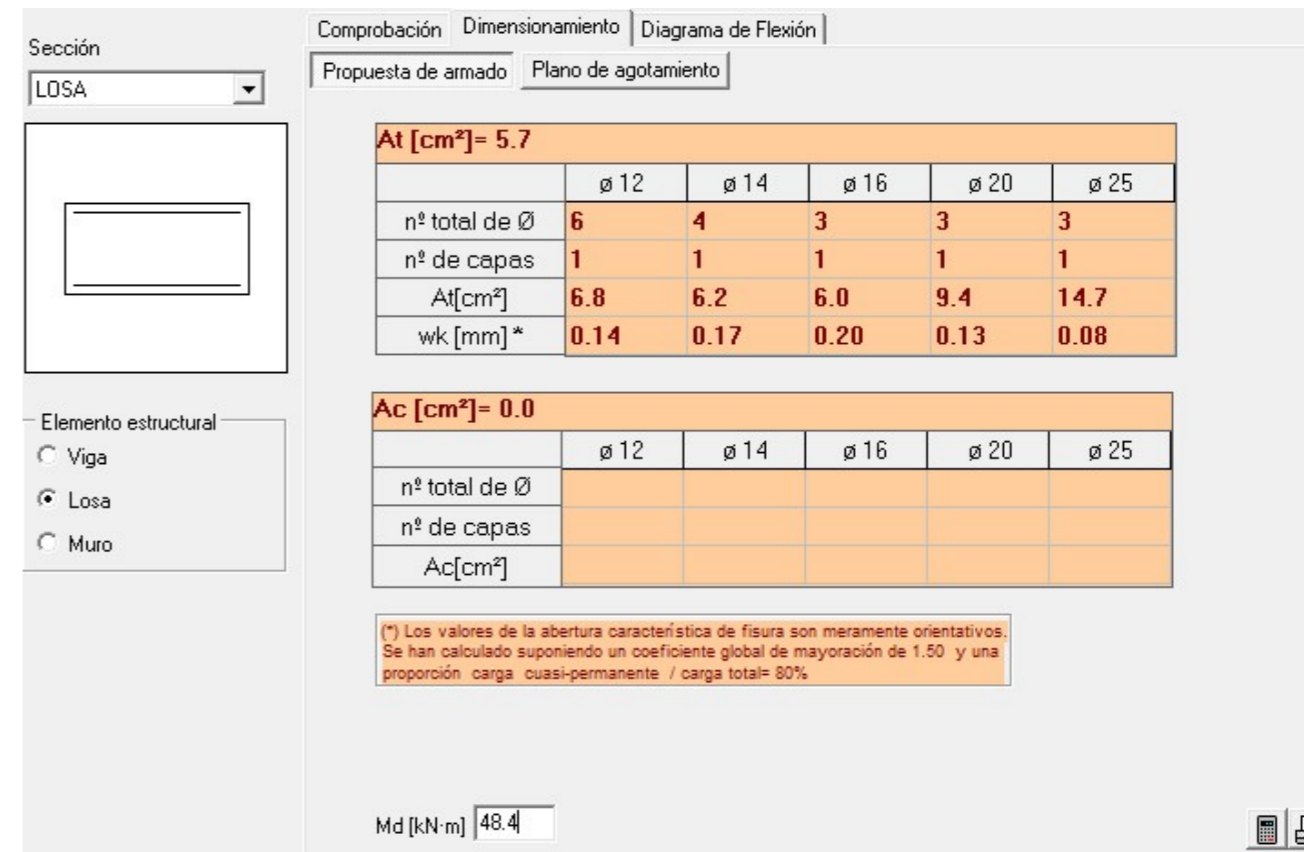 Sección
LOSA
Comprobación Dimensionamiento Diagrama de Flexión
Propuesta de armado Plano de agotamiento
At [cm²]= 5.7
ø 12 ø 14 ø 16 ø 20 ø 25
nº total de Ø 6 4 3 3 3
nº de capas 1 1 1 1 1
At[cm²] 6.8 6.2 6.0 9.4 14.7
wk [mm] * 0.14 0.17 0.20 0.13 0.08
Elemento estructural
Viga
Losa
Muro
Ac [cm²]= 0.0
ø 12 ø 14 ø 16 ø 20 ø 25
nº total de Ø
nº de capas
Ac[cm²]
(*) Los valores de la abertura característica de fisura son meramente orientativos.
Se han calculado suponiendo un coeficiente global de mayoración de 1.50 y una
proporción carga cuasi-permanente / carga total= 80%
Md [kN·m] 48.4